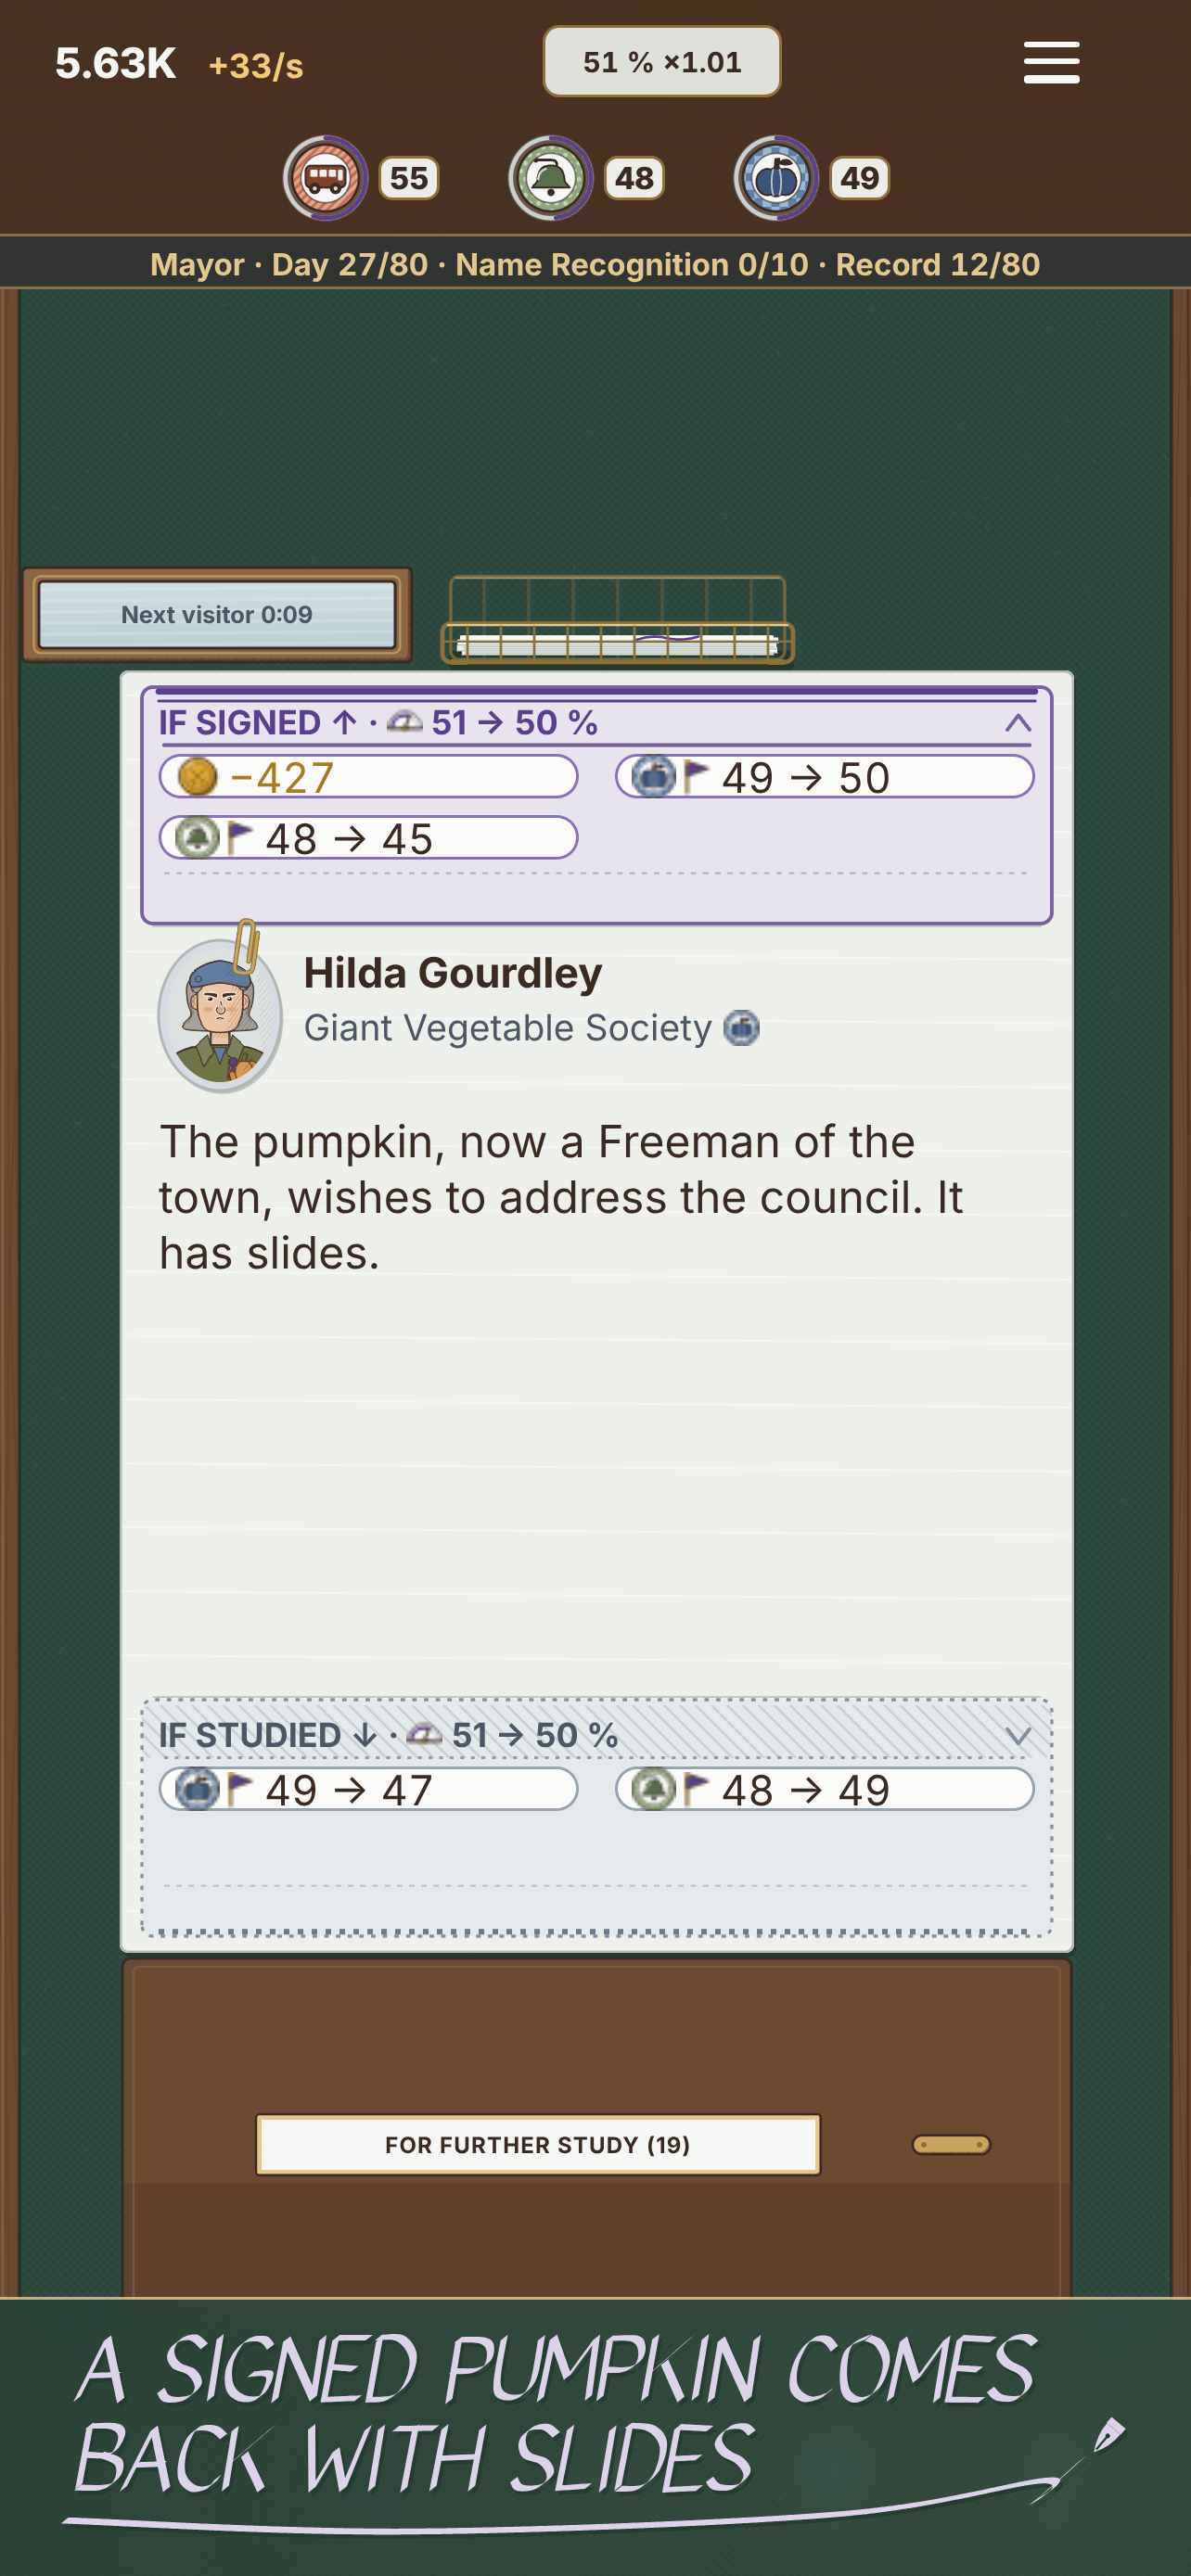 5.63K +33/s 51 % ×1.01
55 48 49
Mayor · Day 27/80 · Name Recognition 0/10 · Record 12/80
Next visitor 0:09
IF SIGNED ↑ · 51 → 50 %
−427 49 → 50
48 → 45
Hilda Gourdley
Giant Vegetable Society
The pumpkin, now a Freeman of the
town, wishes to address the council. It
has slides.
IF STUDIED ↓ · 51 → 50 %
49 → 47 48 → 49
FOR FURTHER STUDY (19)
A SIGNED PUMPKIN COMES
BACK WITH SLIDES